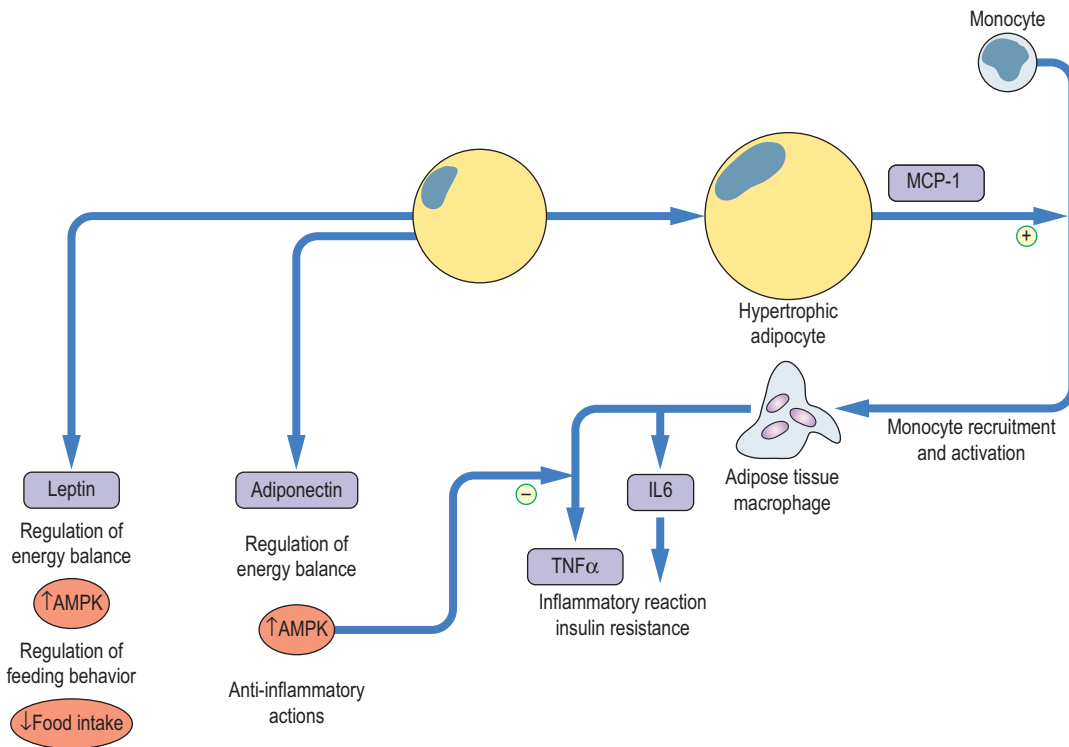 Monocyte
MCP-1
+
Hypertrophic
adipocyte
Monocyte recruitment
and activation
Adipose tissue
macrophage
Leptin
Regulation of
energy balance
↑AMPK
Regulation of
feeding behavior
↓Food intake
Adiponectin
Regulation of
energy balance
↑AMPK
Anti-inflammatory
actions
−
IL6
TNFα
Inflammatory reaction
insulin resistance